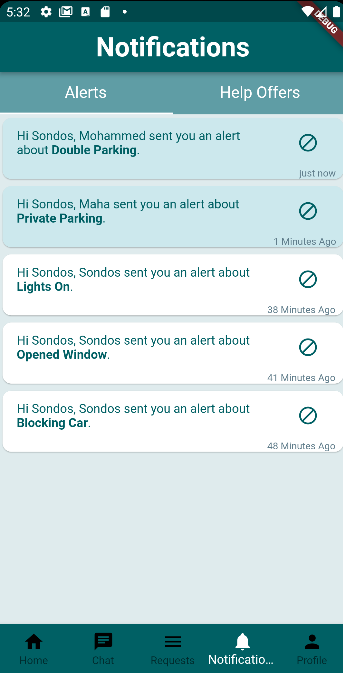 5:32
DEBUG
Notifications
Alerts
Help Offers
Hi Sondos, Mohammed sent you an alert
about Double Parking.
just now
Hi Sondos, Maha sent you an alert about
Private Parking.
1 Minutes Ago
Hi Sondos, Sondos sent you an alert about
Lights On.
38 Minutes Ago
Hi Sondos, Sondos sent you an alert about
Opened Window.
41 Minutes Ago
Hi Sondos, Sondos sent you an alert about
Blocking Car.
48 Minutes Ago
Home
Chat
Requests
Notificatio...
Profile